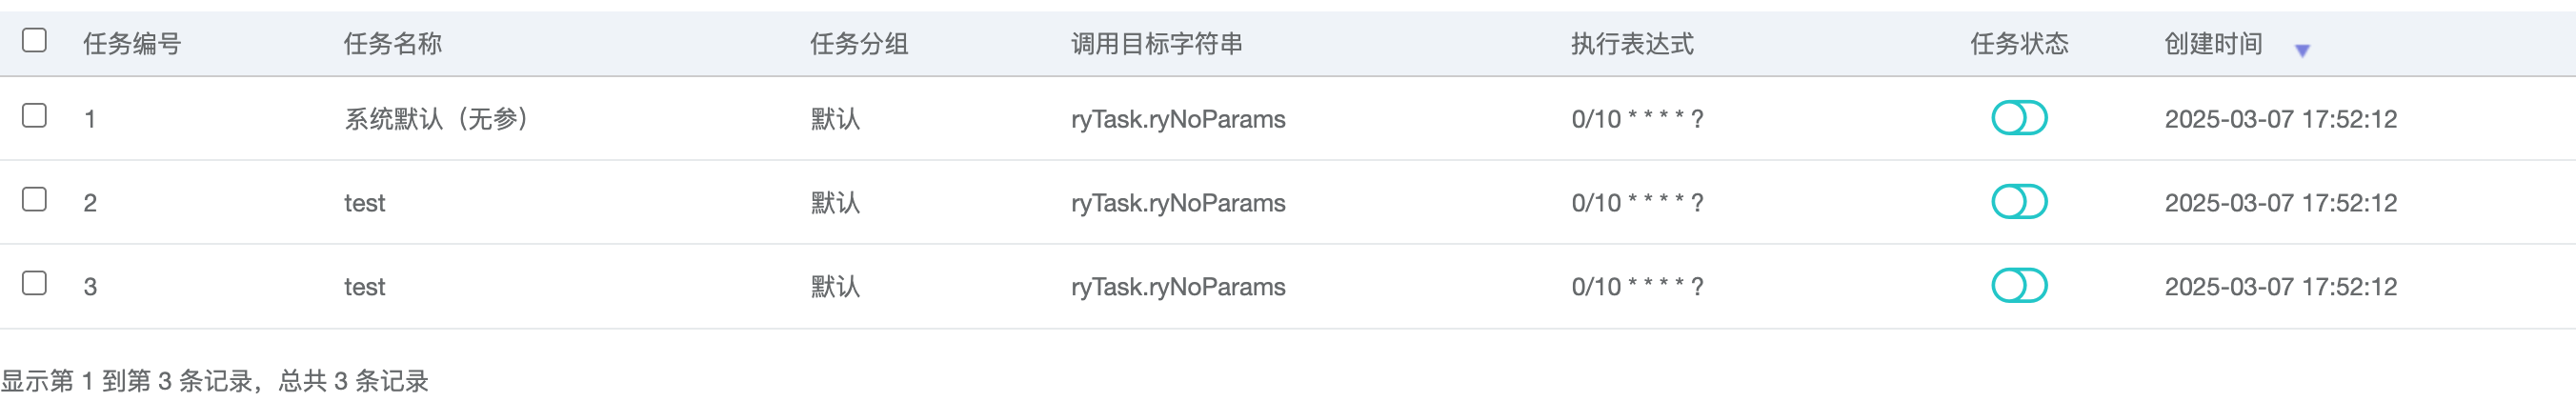 任务编号 任务名称 任务分组 调用目标字符串 执行表达式 任务状态 创建时间
1 系统默认（无参） 默认 ryTask.ryNoParams 0/10 * * * * ? 2025-03-07 17:52:12
2 test 默认 ryTask.ryNoParams 0/10 * * * * ? 2025-03-07 17:52:12
3 test 默认 ryTask.ryNoParams 0/10 * * * * ? 2025-03-07 17:52:12
显示第 1 到第 3 条记录，总共 3 条记录